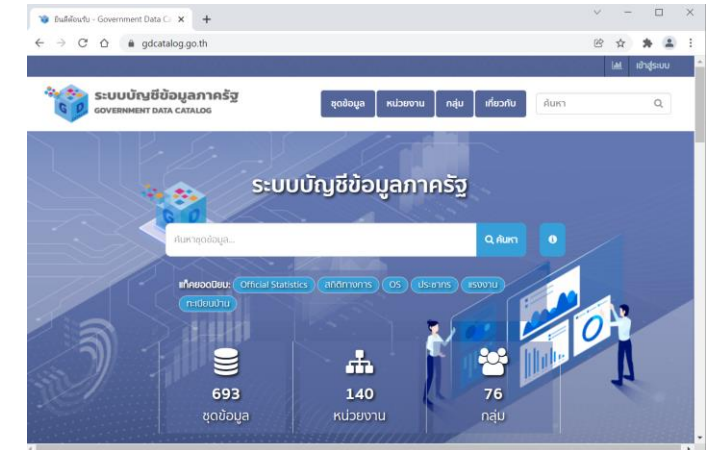 ยินดีต้อนรับ - Government Data C
gdcatalog.go.th
เข้าสู่ระบบ
ระบบบัญชีข้อมูลภาครัฐ
GOVERNMENT DATA CATALOG
ชุดข้อมูล หน่วยงาน กลุ่ม เกี่ยวกับ ค้นหา
G D
ระบบบัญชีข้อมูลภาครัฐ
G D
ค้นหาชุดข้อมูล... ค้นหา
แท็คยอดนิยม: Official Statistics สถิติทางการ OS ประชากร แรงงาน
ทะเบียนบ้าน
693 140 76
ชุดข้อมูล หน่วยงาน กลุ่ม